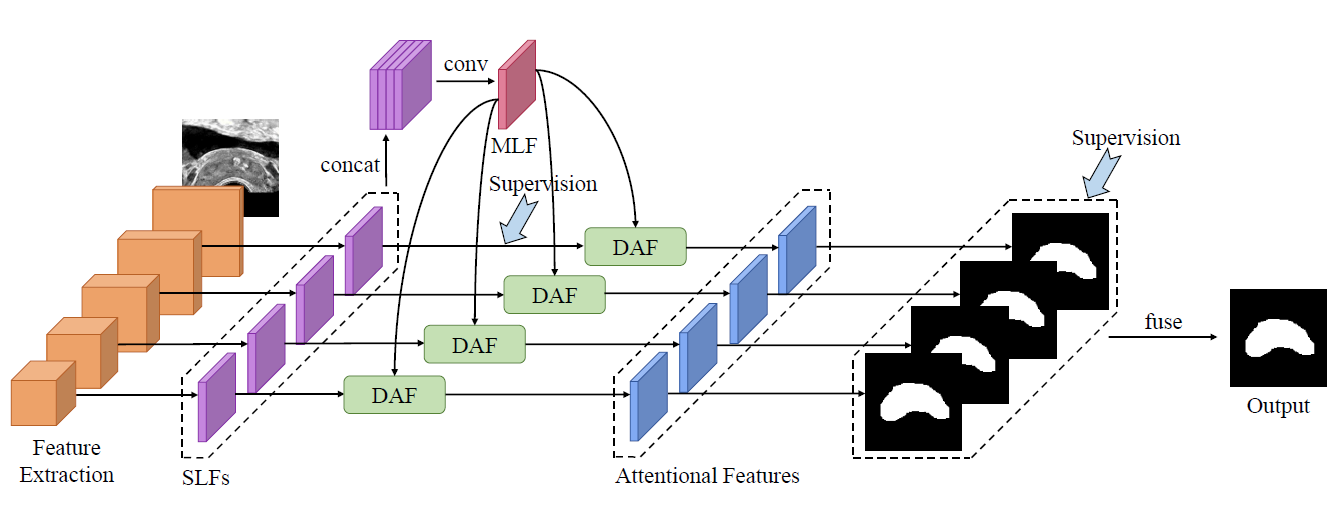 conv
MLF
concat
Supervision
Supervision
DAF
DAF
DAF
DAF
fuse
Output
Feature
Extraction
SLFs
Attentional Features